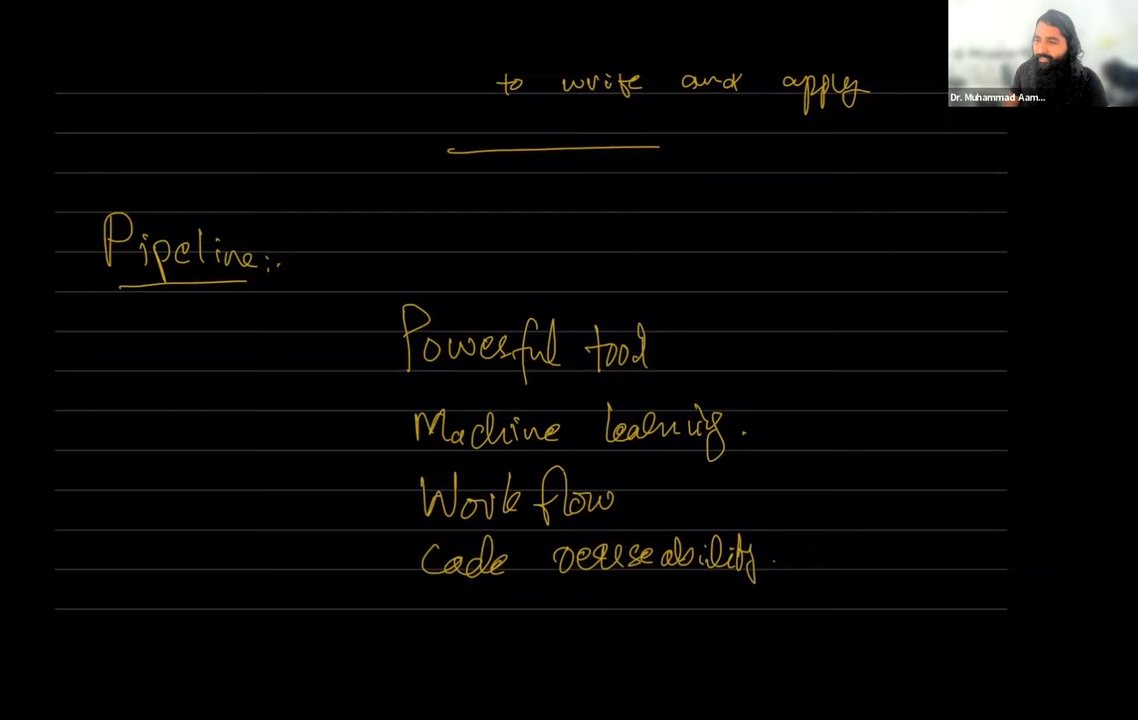 to write and apply
Dr. Muhammad Aam...
Pipeline:.
Powerful tool
Machine learning.
Work flow
Code reuseability.